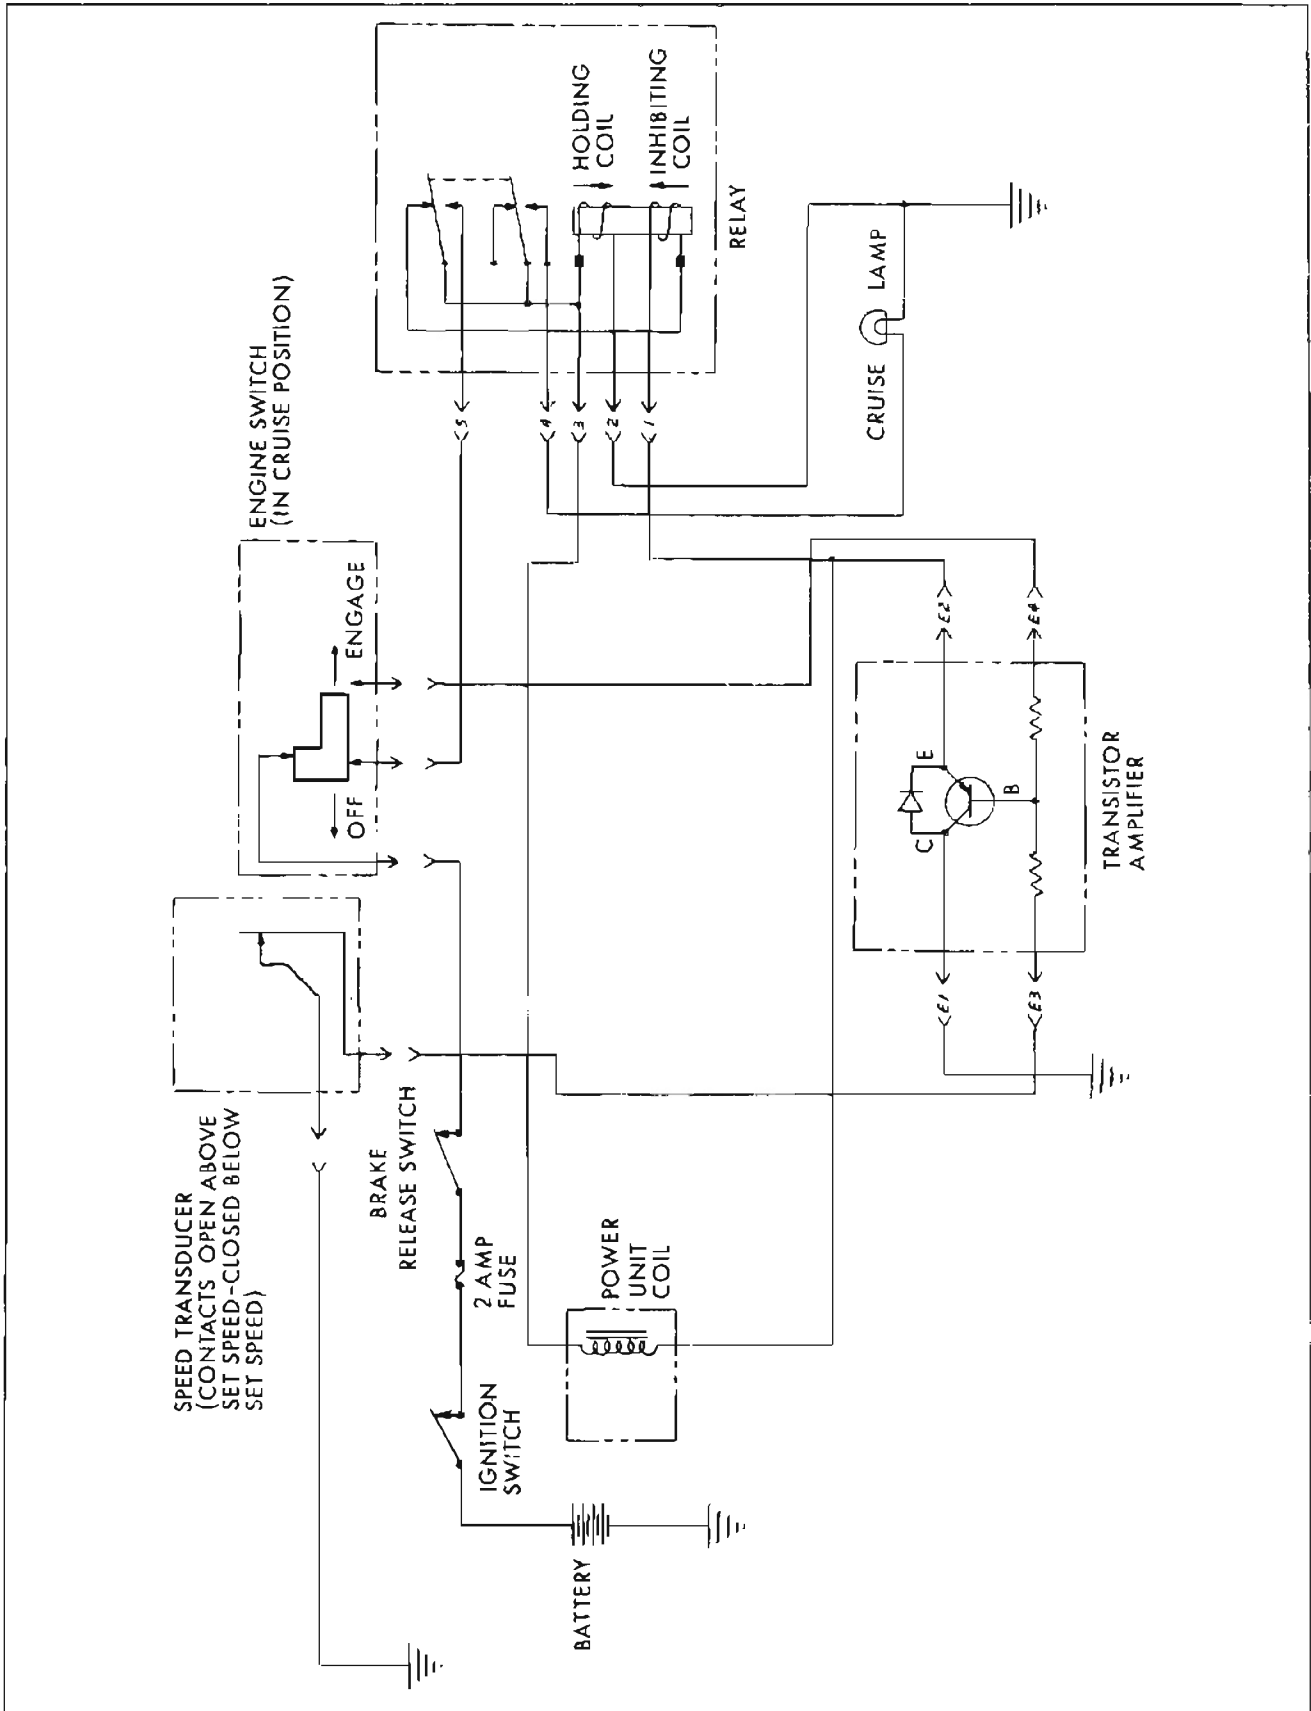 SPEED TRANSDUCER
(CONTACTS OPEN ABOVE
SET SPEED-CLOSED BELOW
SET SPEED)
ENGINE SWITCH
(IN CRUISE POSITION)
OFF
ENGAGE
BRAKE
RELEASE SWITCH
2 AMP
FUSE
IGNITION
SWITCH
BATTERY
POWER
UNIT
COIL
5
4
3
2
1
HOLDING
COIL
INHIBITING
COIL
RELAY
CRUISE LAMP
E1
E2
E3
E4
C
E
B
TRANSISTOR
AMPLIFIER